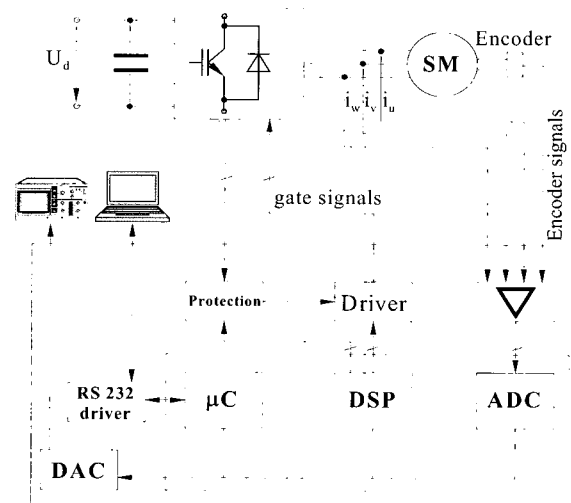 Encoder
U_d
SM
i_w i_v i_u
Encoder signals
gate signals
Protection
Driver
RS 232
driver
μC
DSP
ADC
DAC